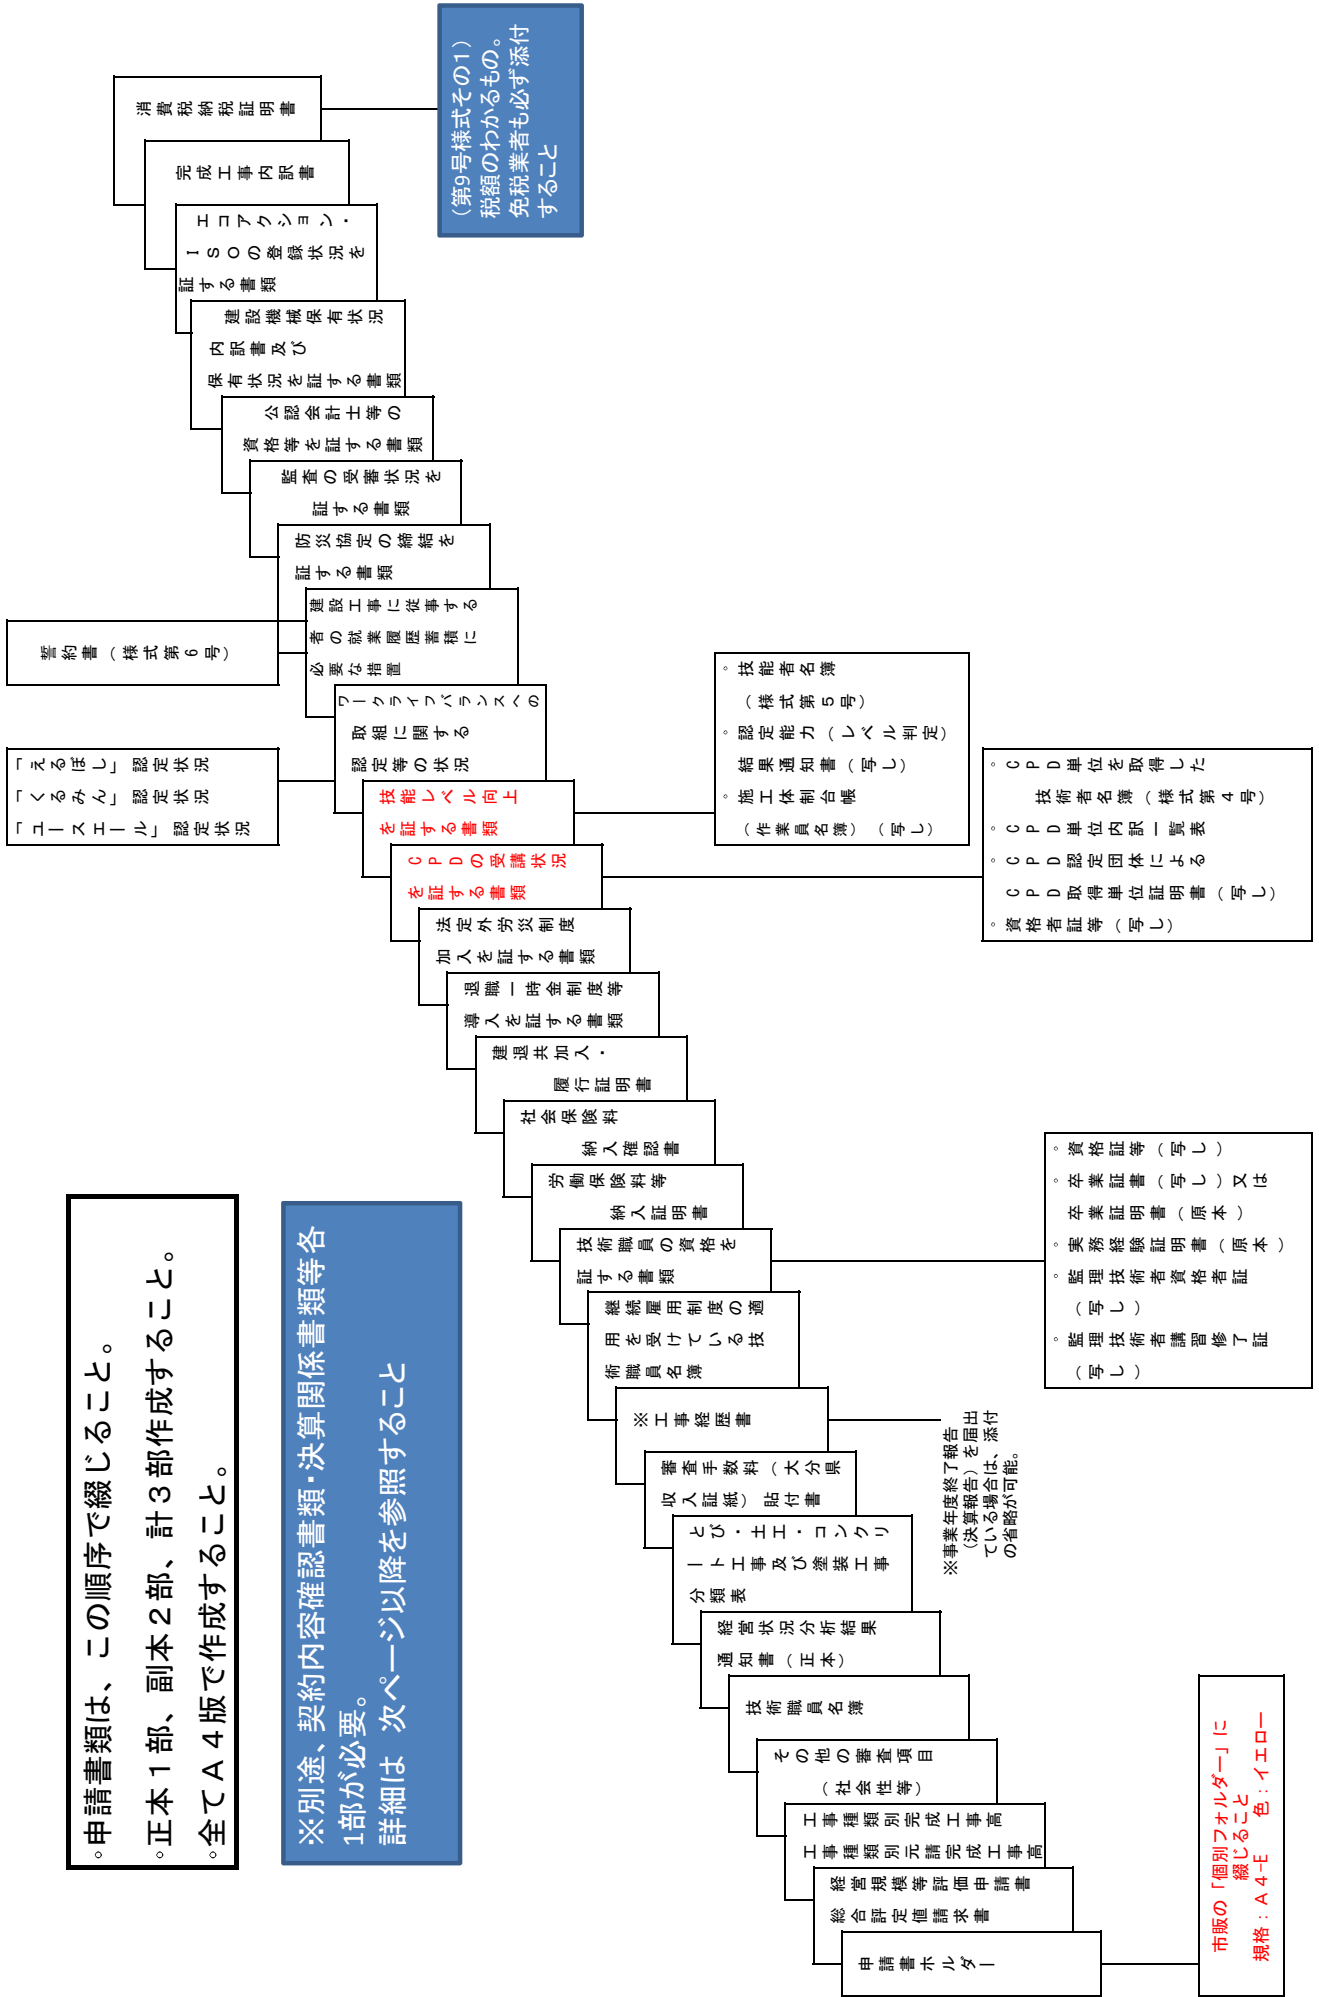 ◦申請書類は、この順序で綴じること。
◦正本１部、副本２部、計３部作成すること。
◦全てＡ４版で作成すること。
※別途、契約内容確認書類・決算関係書類等各
1部が必要。
詳細は 次ページ以降を参照すること
申請書ホルダー
市販の「個別フォルダー」に
綴じること
規格：Ａ４-Ｅ 色：イエロー
経営規模等評価申請書
総合評定値請求書
工事種類別完成工事高
工事種類別元請完成工事高
その他の審査項目
（社会性等）
技術職員名簿
経営状況分析結果
通知書（正本）
とび・土工・コンクリ
ート工事及び塗装工事
分類表
審査手数料（大分県
収入証紙）貼付書
※工事経歴書
※事業年度終了報告
（決算報告）を届出
ている場合は、添付
の省略が可能。
継続雇用制度の適
用を受けている技
術職員名簿
技術職員の資格を
証する書類
◦資格証等（写し）
◦卒業証書（写し）又は
卒業証明書（原本）
◦実務経験証明書（原本）
◦監理技術者資格者証
（写し）
◦監理技術者講習修了証
（写し）
労働保険料等
納入証明書
社会保険料
納入確認書
建退共加入・
履行証明書
退職一時金制度等
導入を証する書類
法定外労災制度
加入を証する書類
ＣＰＤの受講状況
を証する書類
◦ＣＰＤ単位を取得した
技術者名簿（様式第４号）
◦ＣＰＤ単位内訳一覧表
◦ＣＰＤ認定団体による
ＣＰＤ取得単位証明書（写し）
◦資格者証等（写し）
技能レベル向上
を証する書類
◦技能者名簿
（様式第５号）
◦認定能力（レベル判定）
結果通知書（写し）
◦施工体制台帳
（作業員名簿）（写し）
ワークライフバランスへの
取組に関する
認定等の状況
「えるぼし」認定状況
「くるみん」認定状況
「ユースエール」認定状況
建設工事に従事する
者の就業履歴蓄積に
必要な措置
誓約書（様式第６号）
防災協定の締結を
証する書類
監査の受審状況を
証する書類
公認会計士等の
資格等を証する書類
建設機械保有状況
内訳書及び
保有状況を証する書類
エコアクション・
ＩＳＯの登録状況を
証する書類
完成工事内訳書
消費税納税証明書
（第9号様式その1）
税額のわかるもの。
免税業者も必ず添付
すること